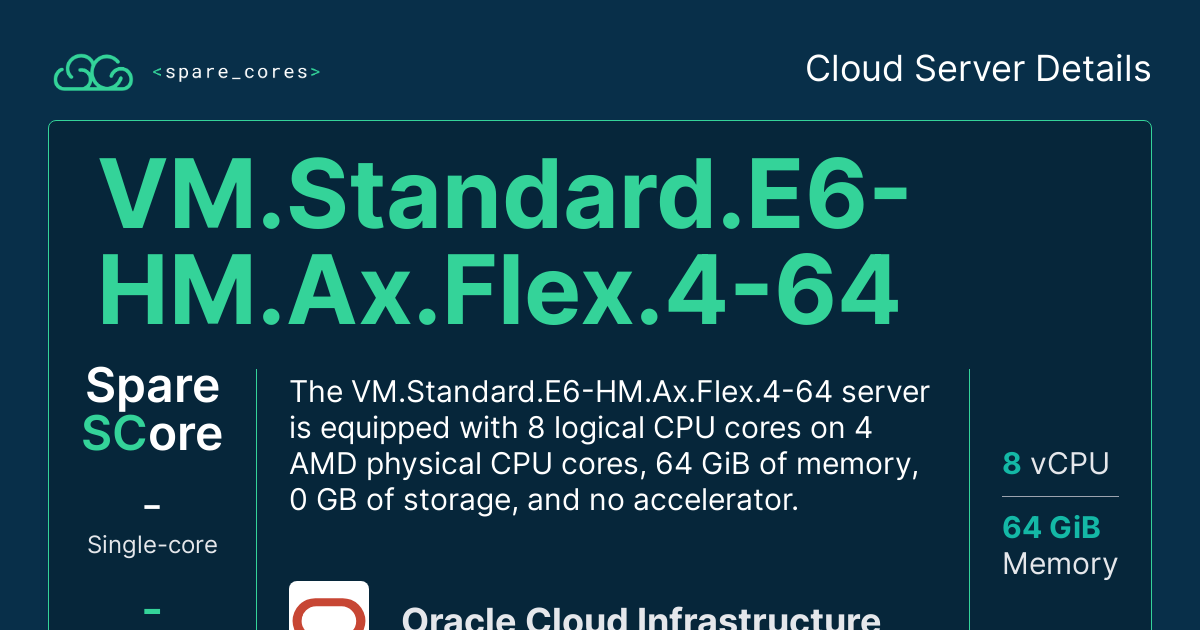 <spare_cores>
Cloud Server Details
VM.Standard.E6-
HM.Ax.Flex.4-64
Spare
SCore
-
Single-core
-
The VM.Standard.E6-HM.Ax.Flex.4-64 server
is equipped with 8 logical CPU cores on 4
AMD physical CPU cores, 64 GiB of memory,
0 GB of storage, and no accelerator.
Oracle Cloud Infrastructure
8 vCPU
64 GiB
Memory